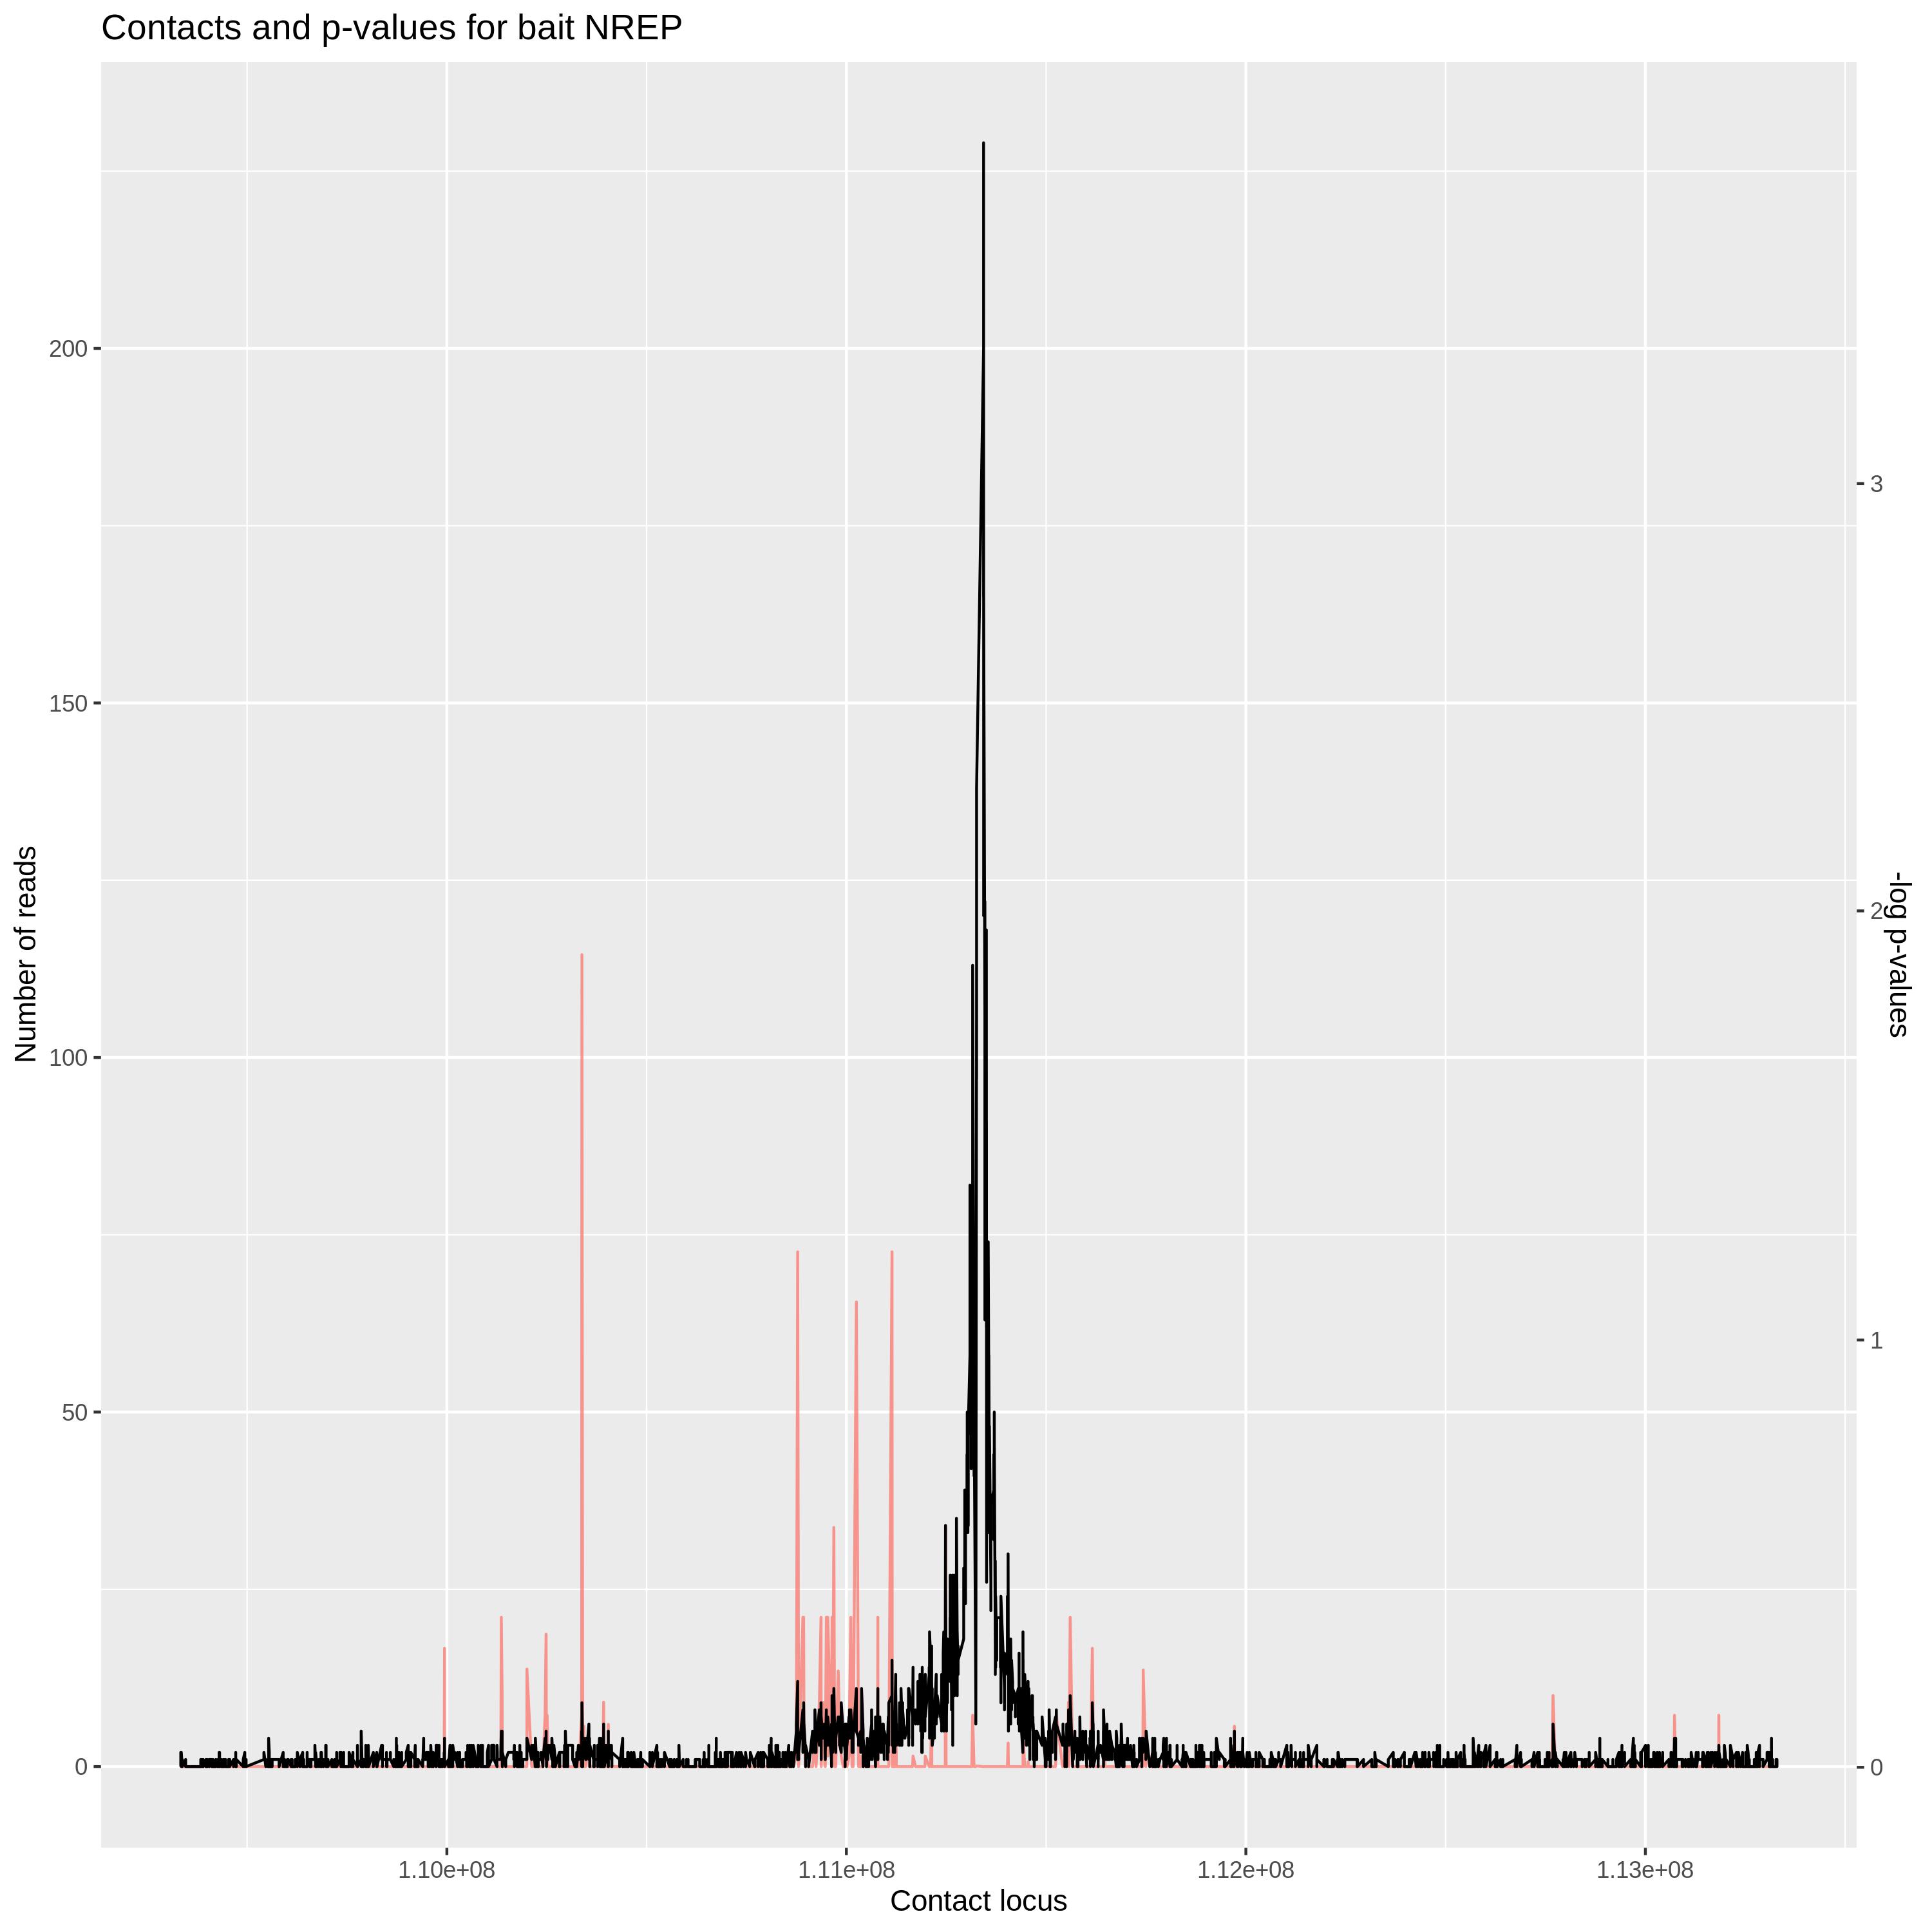 Contacts and p-values for bait NREP
Number of reads
200
150
100
50
0
3
2
1
0
-log p-values
1.10e+08
1.11e+08
1.12e+08
1.13e+08
Contact locus